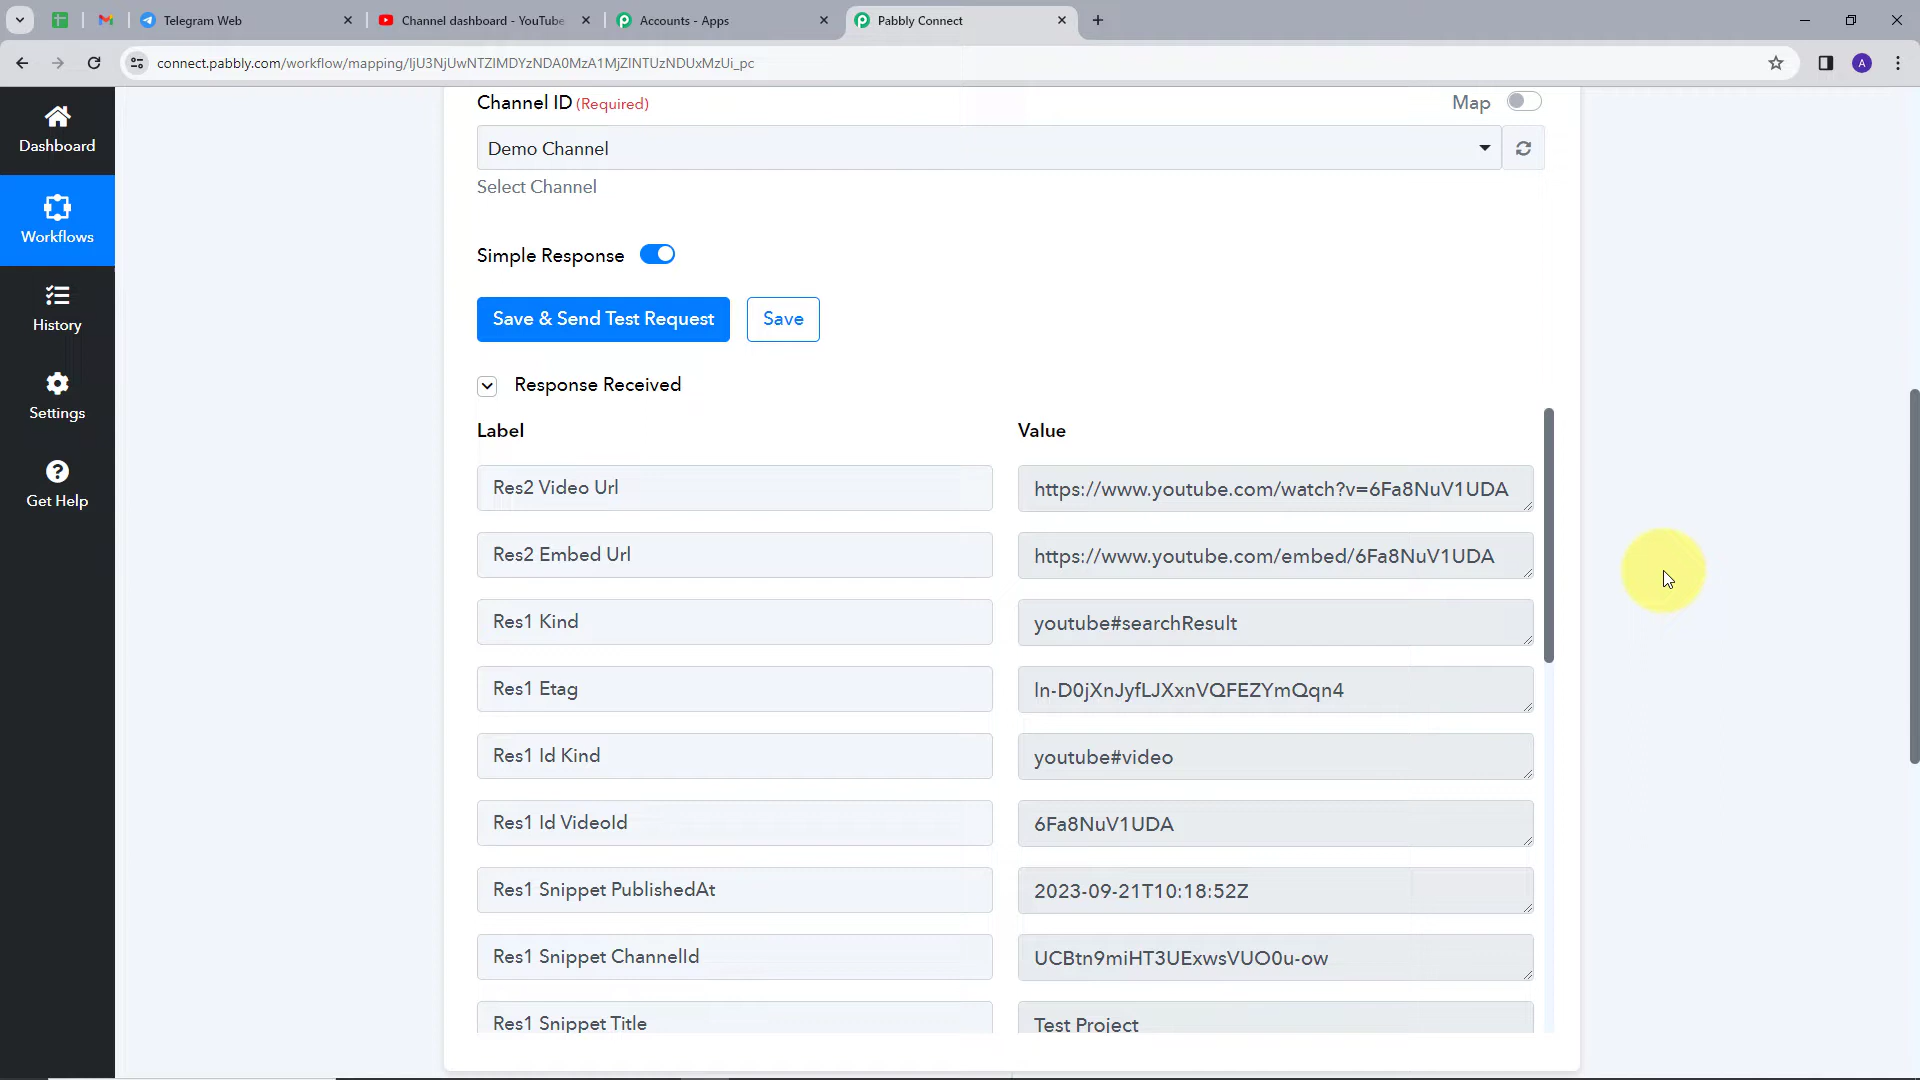 Telegram Web
Channel dashboard - YouTube
Accounts - Apps
Pabbly Connect
connect.pabbly.com/workflow/mapping/IjU3NjUwNTZlMDYzNDA0MzA1MjZlNTUzNDUxMzUi_pc
A
Dashboard
Workflows
History
Settings
Get Help
Channel ID (Required)
Map
Demo Channel
Select Channel
Simple Response
Save & Send Test Request
Save
Response Received
Label
Value
Res2 Video Url
https://www.youtube.com/watch?v=6Fa8NuV1UDA
Res2 Embed Url
https://www.youtube.com/embed/6Fa8NuV1UDA
Res1 Kind
youtube#searchResult
Res1 Etag
ln-D0jXnJyfLJXxnVQFEZYmQqn4
Res1 Id Kind
youtube#video
Res1 Id VideoId
6Fa8NuV1UDA
Res1 Snippet PublishedAt
2023-09-21T10:18:52Z
Res1 Snippet ChannelId
UCBtn9miHT3UExwsVUO0u-ow
Res1 Snippet Title
Test Project